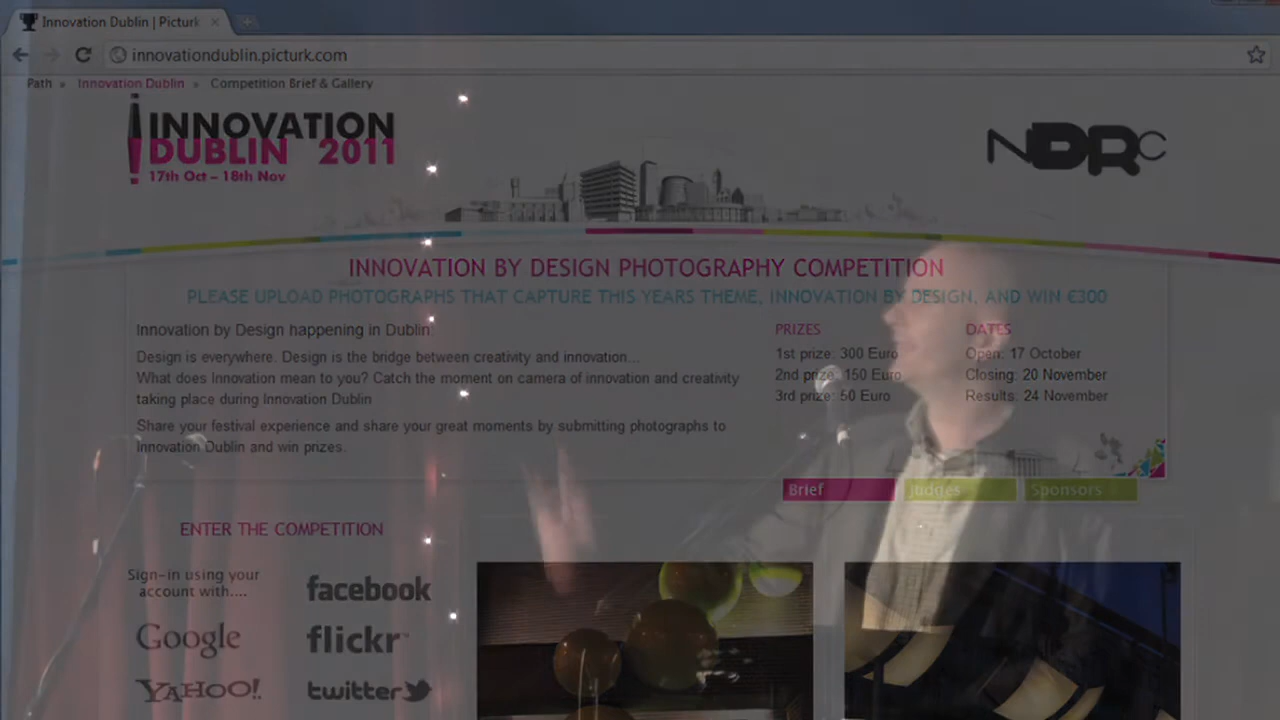 Innovation Dublin | Picturk
innovationdublin.picturk.com
Path » Innovation Dublin » Competition Brief & Gallery
INNOVATION
DUBLIN 2011
17th Oct – 18th Nov
NDRC
INNOVATION BY DESIGN PHOTOGRAPHY COMPETITION
PLEASE UPLOAD PHOTOGRAPHS THAT CAPTURE THIS YEARS THEME, INNOVATION BY DESIGN, AND WIN €300
Innovation by Design happening in Dublin:
Design is everywhere. Design is the bridge between creativity and innovation...
What does Innovation mean to you? Catch the moment on camera of innovation and creativity
taking place during Innovation Dublin
Share your festival experience and share your great moments by submitting photographs to
Innovation Dublin and win prizes.
PRIZES
1st prize: 300 Euro
2nd prize: 150 Euro
3rd prize: 50 Euro
DATES
Open: 17 October
Closing: 20 November
Results: 24 November
Brief
Judges
Sponsors
ENTER THE COMPETITION
Sign-in using your
account with....
facebook
Google
flickr
YAHOO!
twitter